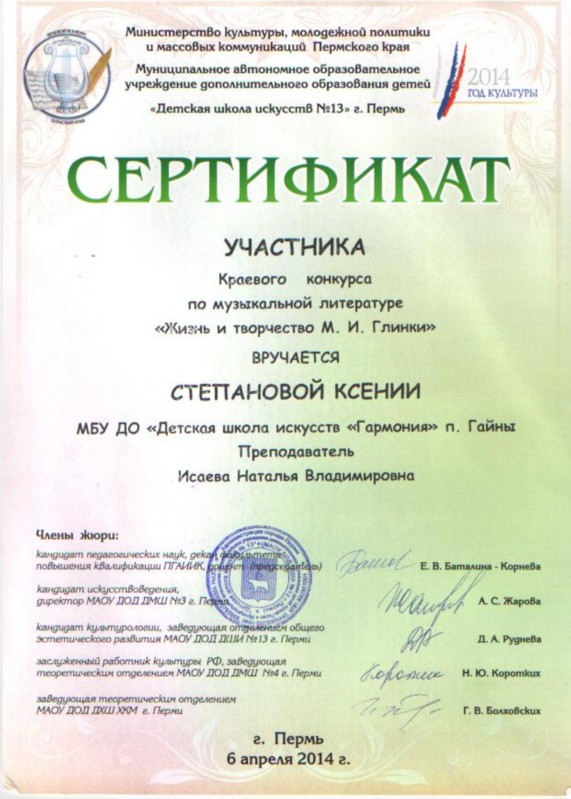 Министерство культуры, молодежной политики
и массовых коммуникаций Пермского края
Муниципальное автономное образовательное
учреждение дополнительного образования детей
«Детская школа искусств №13» г. Пермь
2014
ГОД КУЛЬТУРЫ
СЕРТИФИКАТ
УЧАСТНИКА
Краевого конкурса
по музыкальной литературе
«Жизнь и творчество М. И. Глинки»
ВРУЧАЕТСЯ
СТЕПАНОВОЙ КСЕНИИ
МБУ ДО «Детская школа искусств «Гармония» п. Гайны
Преподаватель
Исаева Наталья Владимировна
Члены жюри:
кандидат педагогических наук, декан факультета
повышения квалификации ПГАИИК, доцент (председатель) Е. В. Баталина - Корнева
кандидат искусствоведения,
директор МАОУ ДОД ДМШ №3 г. Перми А. С. Жарова
кандидат культурологии, заведующая отделением общего
эстетического развития МАОУ ДОД ДШИ №13 г. Перми Д. А. Руднева
заслуженный работник культуры РФ, заведующая
теоретическим отделением МАОУ ДОД ДМШ №4 г. Перми Н. Ю. Коротких
заведующая теоретическим отделением
МАОУ ДОД ДХШ ХКМ г. Перми Г. В. Болховских
г. Пермь
6 апреля 2014 г.